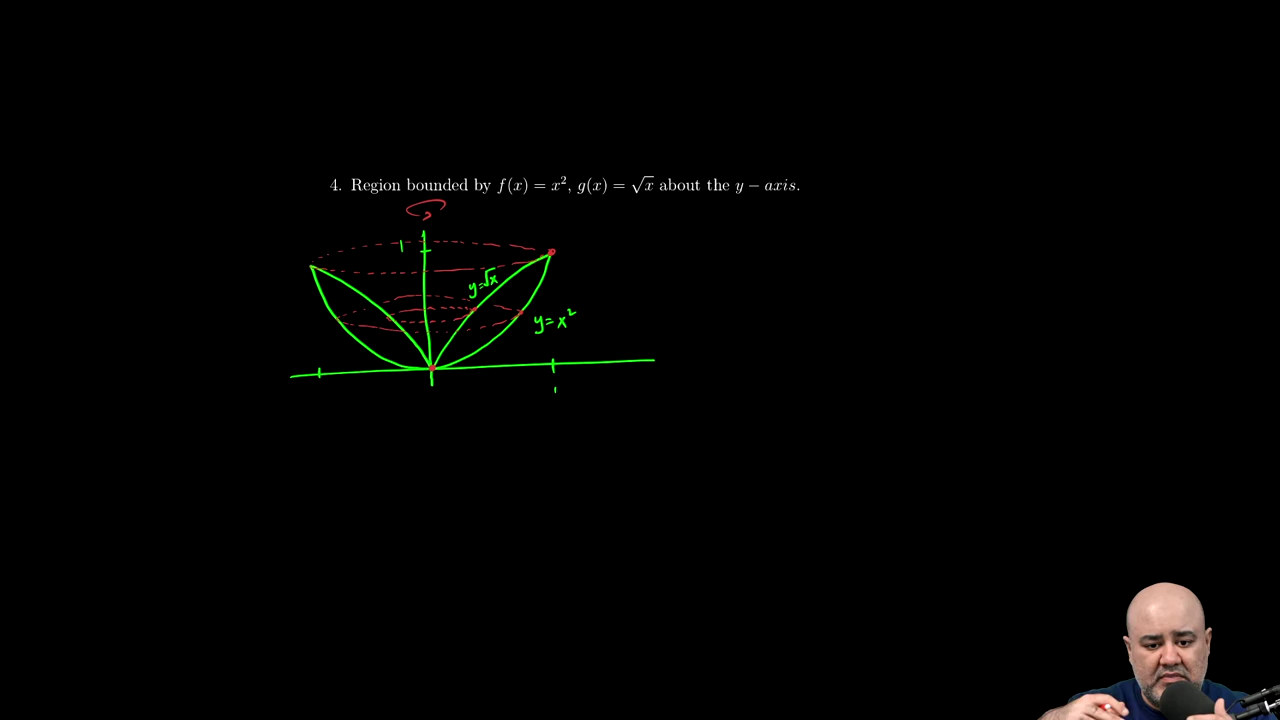 4. Region bounded by f(x) = x², g(x) = √x about the y − axis.
1
y=√x
y=x²